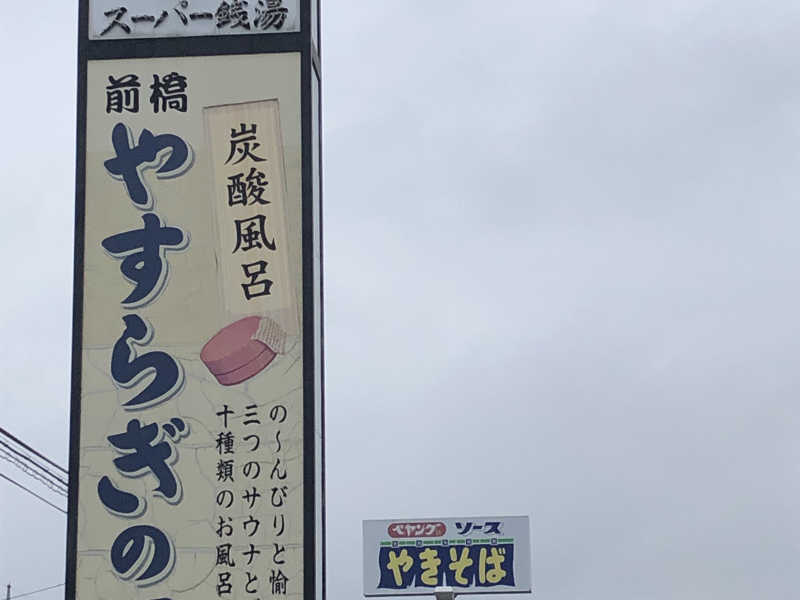 スーパー銭湯
前橋
やすらぎの
炭酸風呂
の〜んびりと愉
三つのサウナと
十種類のお風呂
ペヤング ソース
やきそば